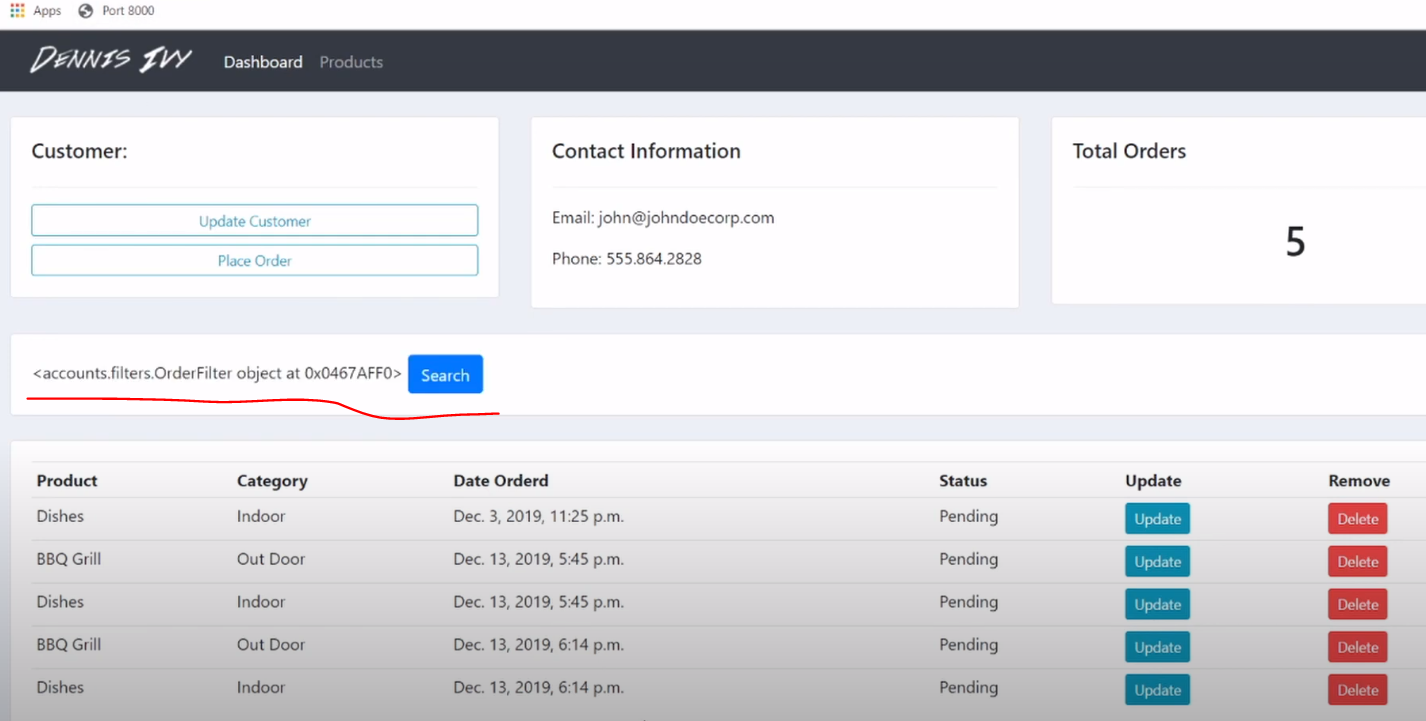 Apps Port 8000
DENNIS IVY Dashboard Products
Customer:
Update Customer
Place Order
Contact Information
Email: john@johndoecorp.com
Phone: 555.864.2828
Total Orders
5
<accounts.filters.OrderFilter object at 0x0467AFF0> Search
Product Category Date Orderd Status Update Remove
Dishes Indoor Dec. 3, 2019, 11:25 p.m. Pending Update Delete
BBQ Grill Out Door Dec. 13, 2019, 5:45 p.m. Pending Update Delete
Dishes Indoor Dec. 13, 2019, 5:45 p.m. Pending Update Delete
BBQ Grill Out Door Dec. 13, 2019, 6:14 p.m. Pending Update Delete
Dishes Indoor Dec. 13, 2019, 6:14 p.m. Pending Update Delete